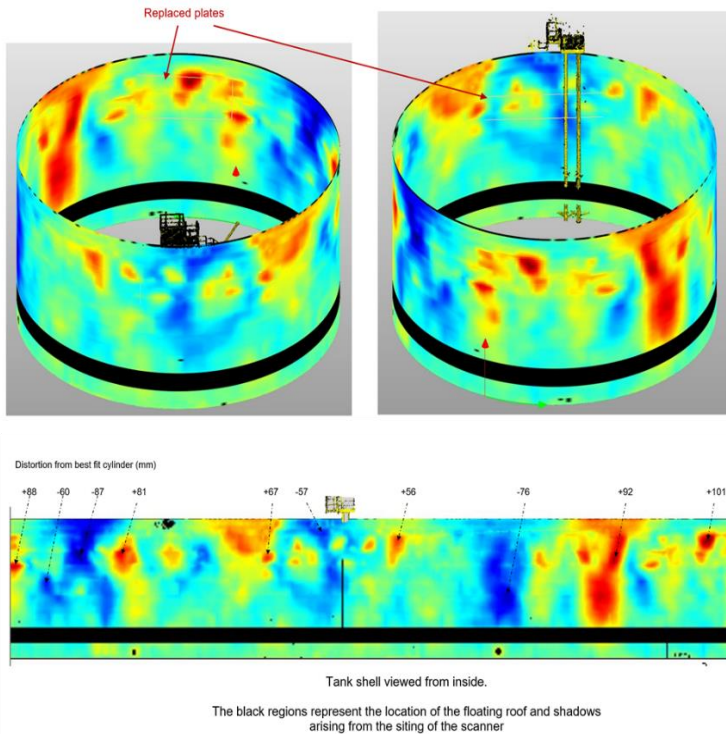 Replaced plates
Distortion from best fit cylinder (mm)
+88 -60 -87 +81 +67 -57 +56 -76 +92 +101
Tank shell viewed from inside.
The black regions represent the location of the floating roof and shadows
arising from the siting of the scanner